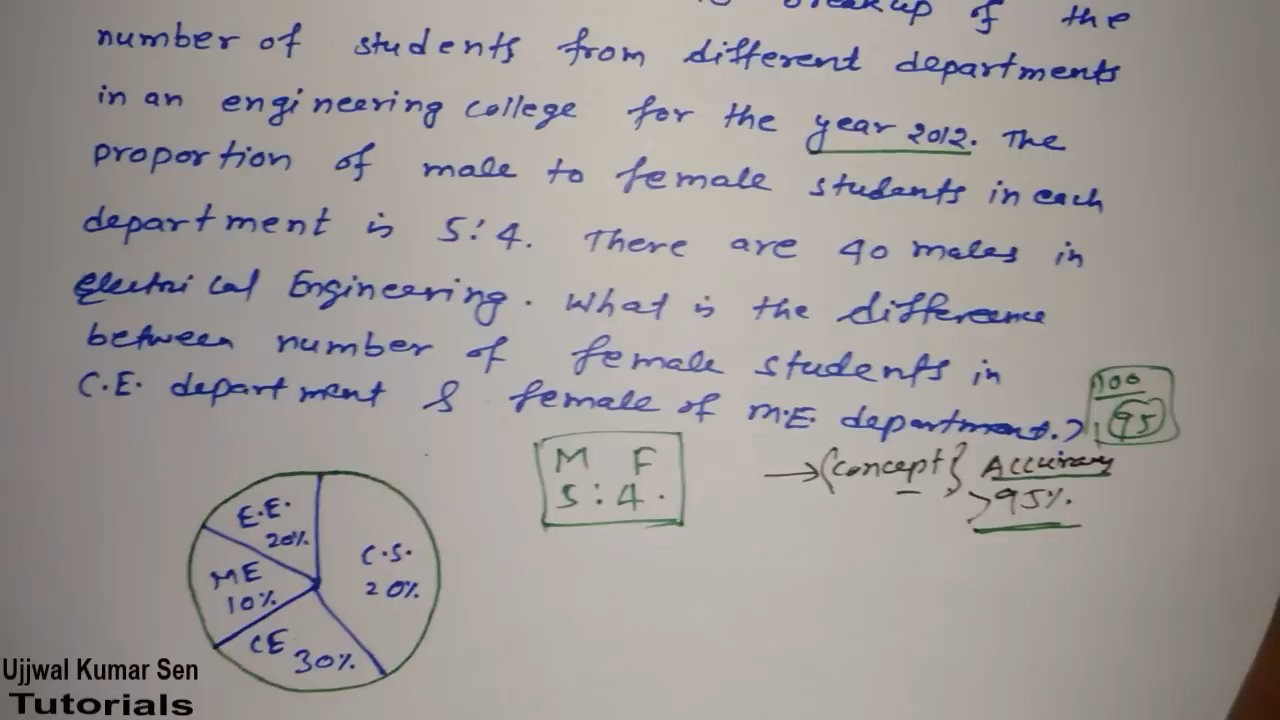 breakup of the
number of students from different departments
in an engineering college for the year 2012. The
proportion of male to female students in each
department is 5:4. There are 40 males in
Electrical Engineering. What is the difference
between number of female students in
C.E. department & female of M.E. department.?
100
95
M F
5 : 4.
→ {concept} Accuracy
>95%.
E.E.
20%
C.S.
20%
ME
10%
CE
30%
Ujjwal Kumar Sen
Tutorials